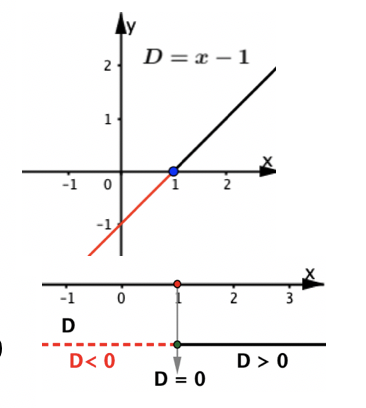 y
D = x − 1
2
1
x
-1 0 1 2
-1
x
-1 0 1 2 3
D
)
D< 0 D > 0
D = 0